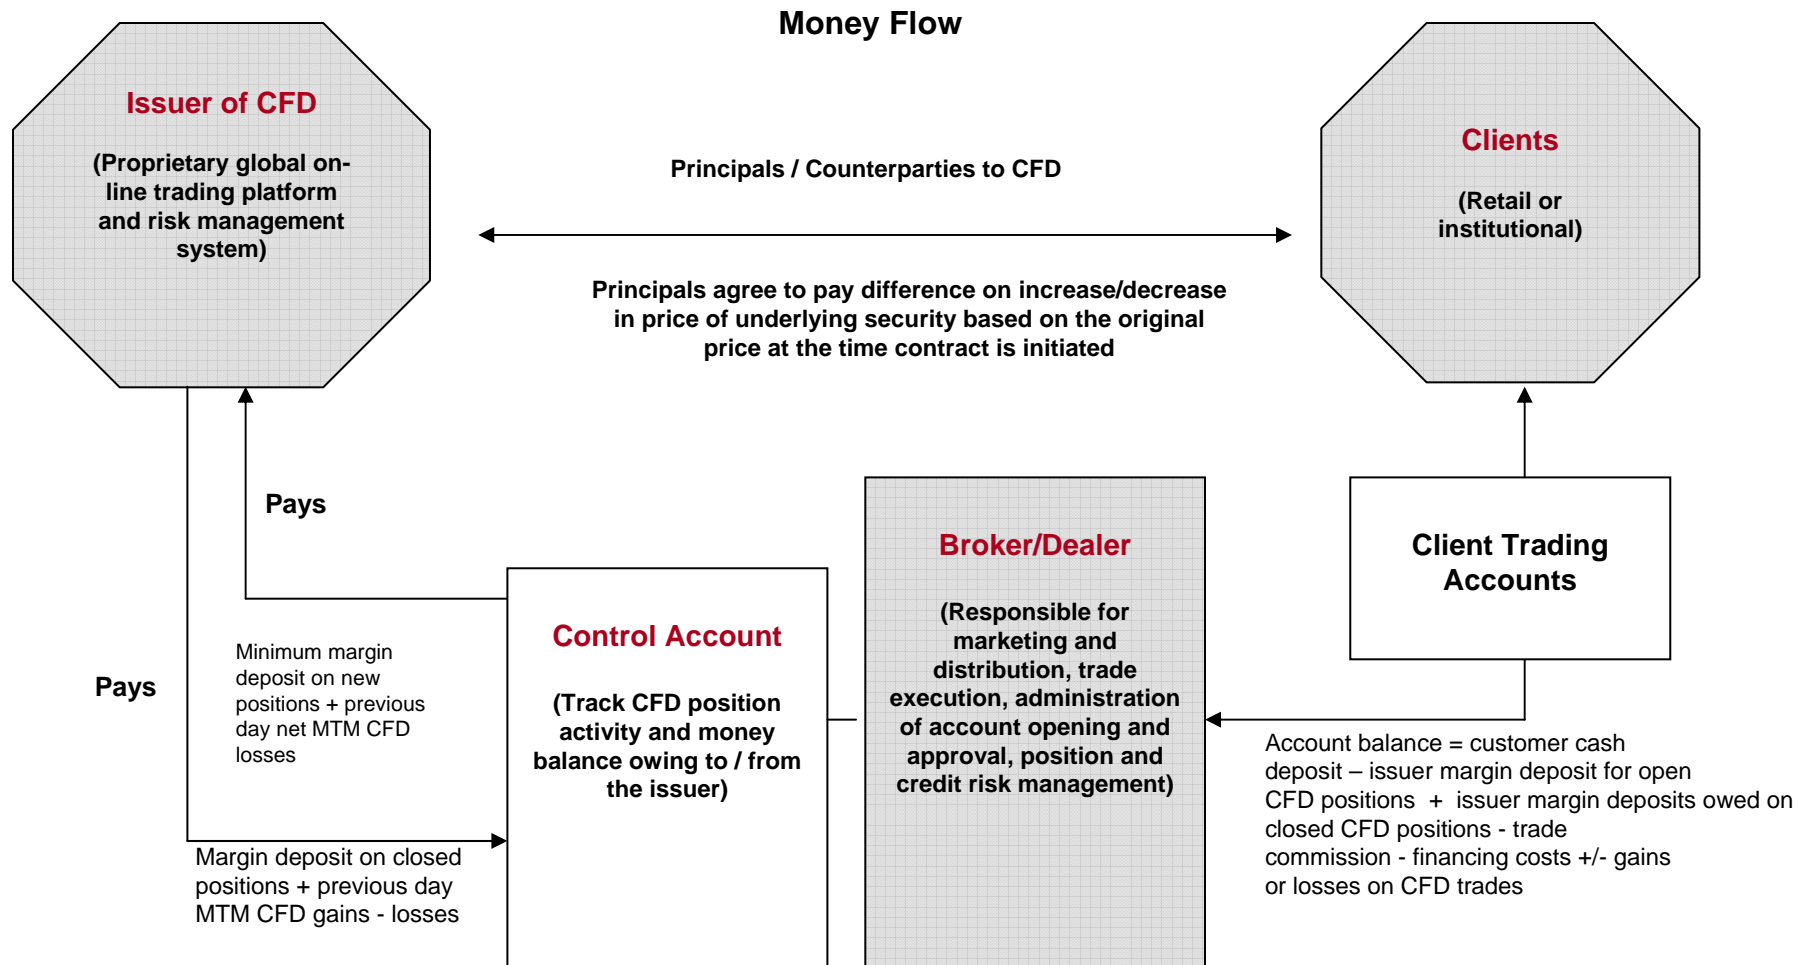 Money Flow
Issuer of CFD
(Proprietary global on-
line trading platform
and risk management
system)
Principals / Counterparties to CFD
Principals agree to pay difference on increase/decrease
in price of underlying security based on the original
price at the time contract is initiated
Clients
(Retail or
institutional)
Pays
Pays
Minimum margin
deposit on new
positions + previous
day net MTM CFD
losses
Margin deposit on closed
positions + previous day
MTM CFD gains - losses
Control Account
(Track CFD position
activity and money
balance owing to / from
the issuer)
Broker/Dealer
(Responsible for
marketing and
distribution, trade
execution, administration
of account opening and
approval, position and
credit risk management)
Client Trading
Accounts
Account balance = customer cash
deposit – issuer margin deposit for open
CFD positions  +  issuer margin deposits owed on
closed CFD positions - trade
commission - financing costs +/- gains
or losses on CFD trades